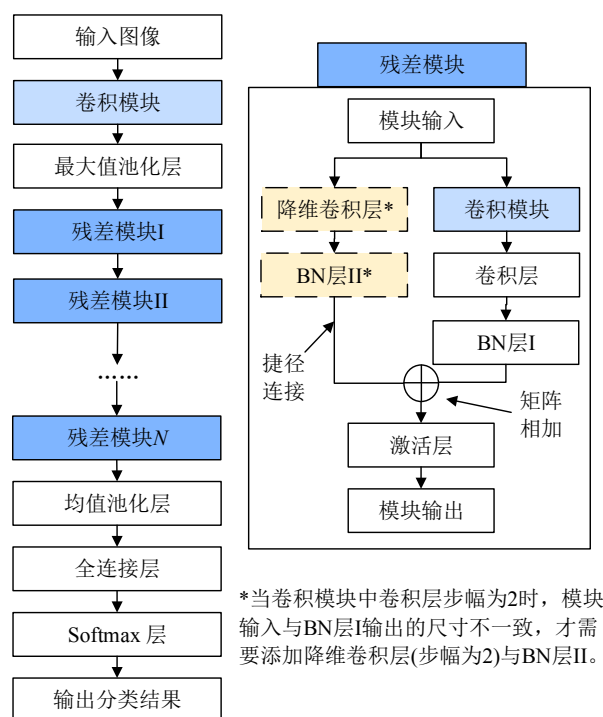 输入图像
卷积模块
最大值池化层
残差模块I
残差模块II
……
残差模块N
均值池化层
全连接层
Softmax 层
输出分类结果
残差模块
模块输入
降维卷积层*
卷积模块
BN层II*
卷积层
BN层I
捷径
连接
矩阵
相加
激活层
模块输出
*当卷积模块中卷积层步幅为2时，模块
输入与BN层I输出的尺寸不一致，才需
要添加降维卷积层(步幅为2)与BN层II。